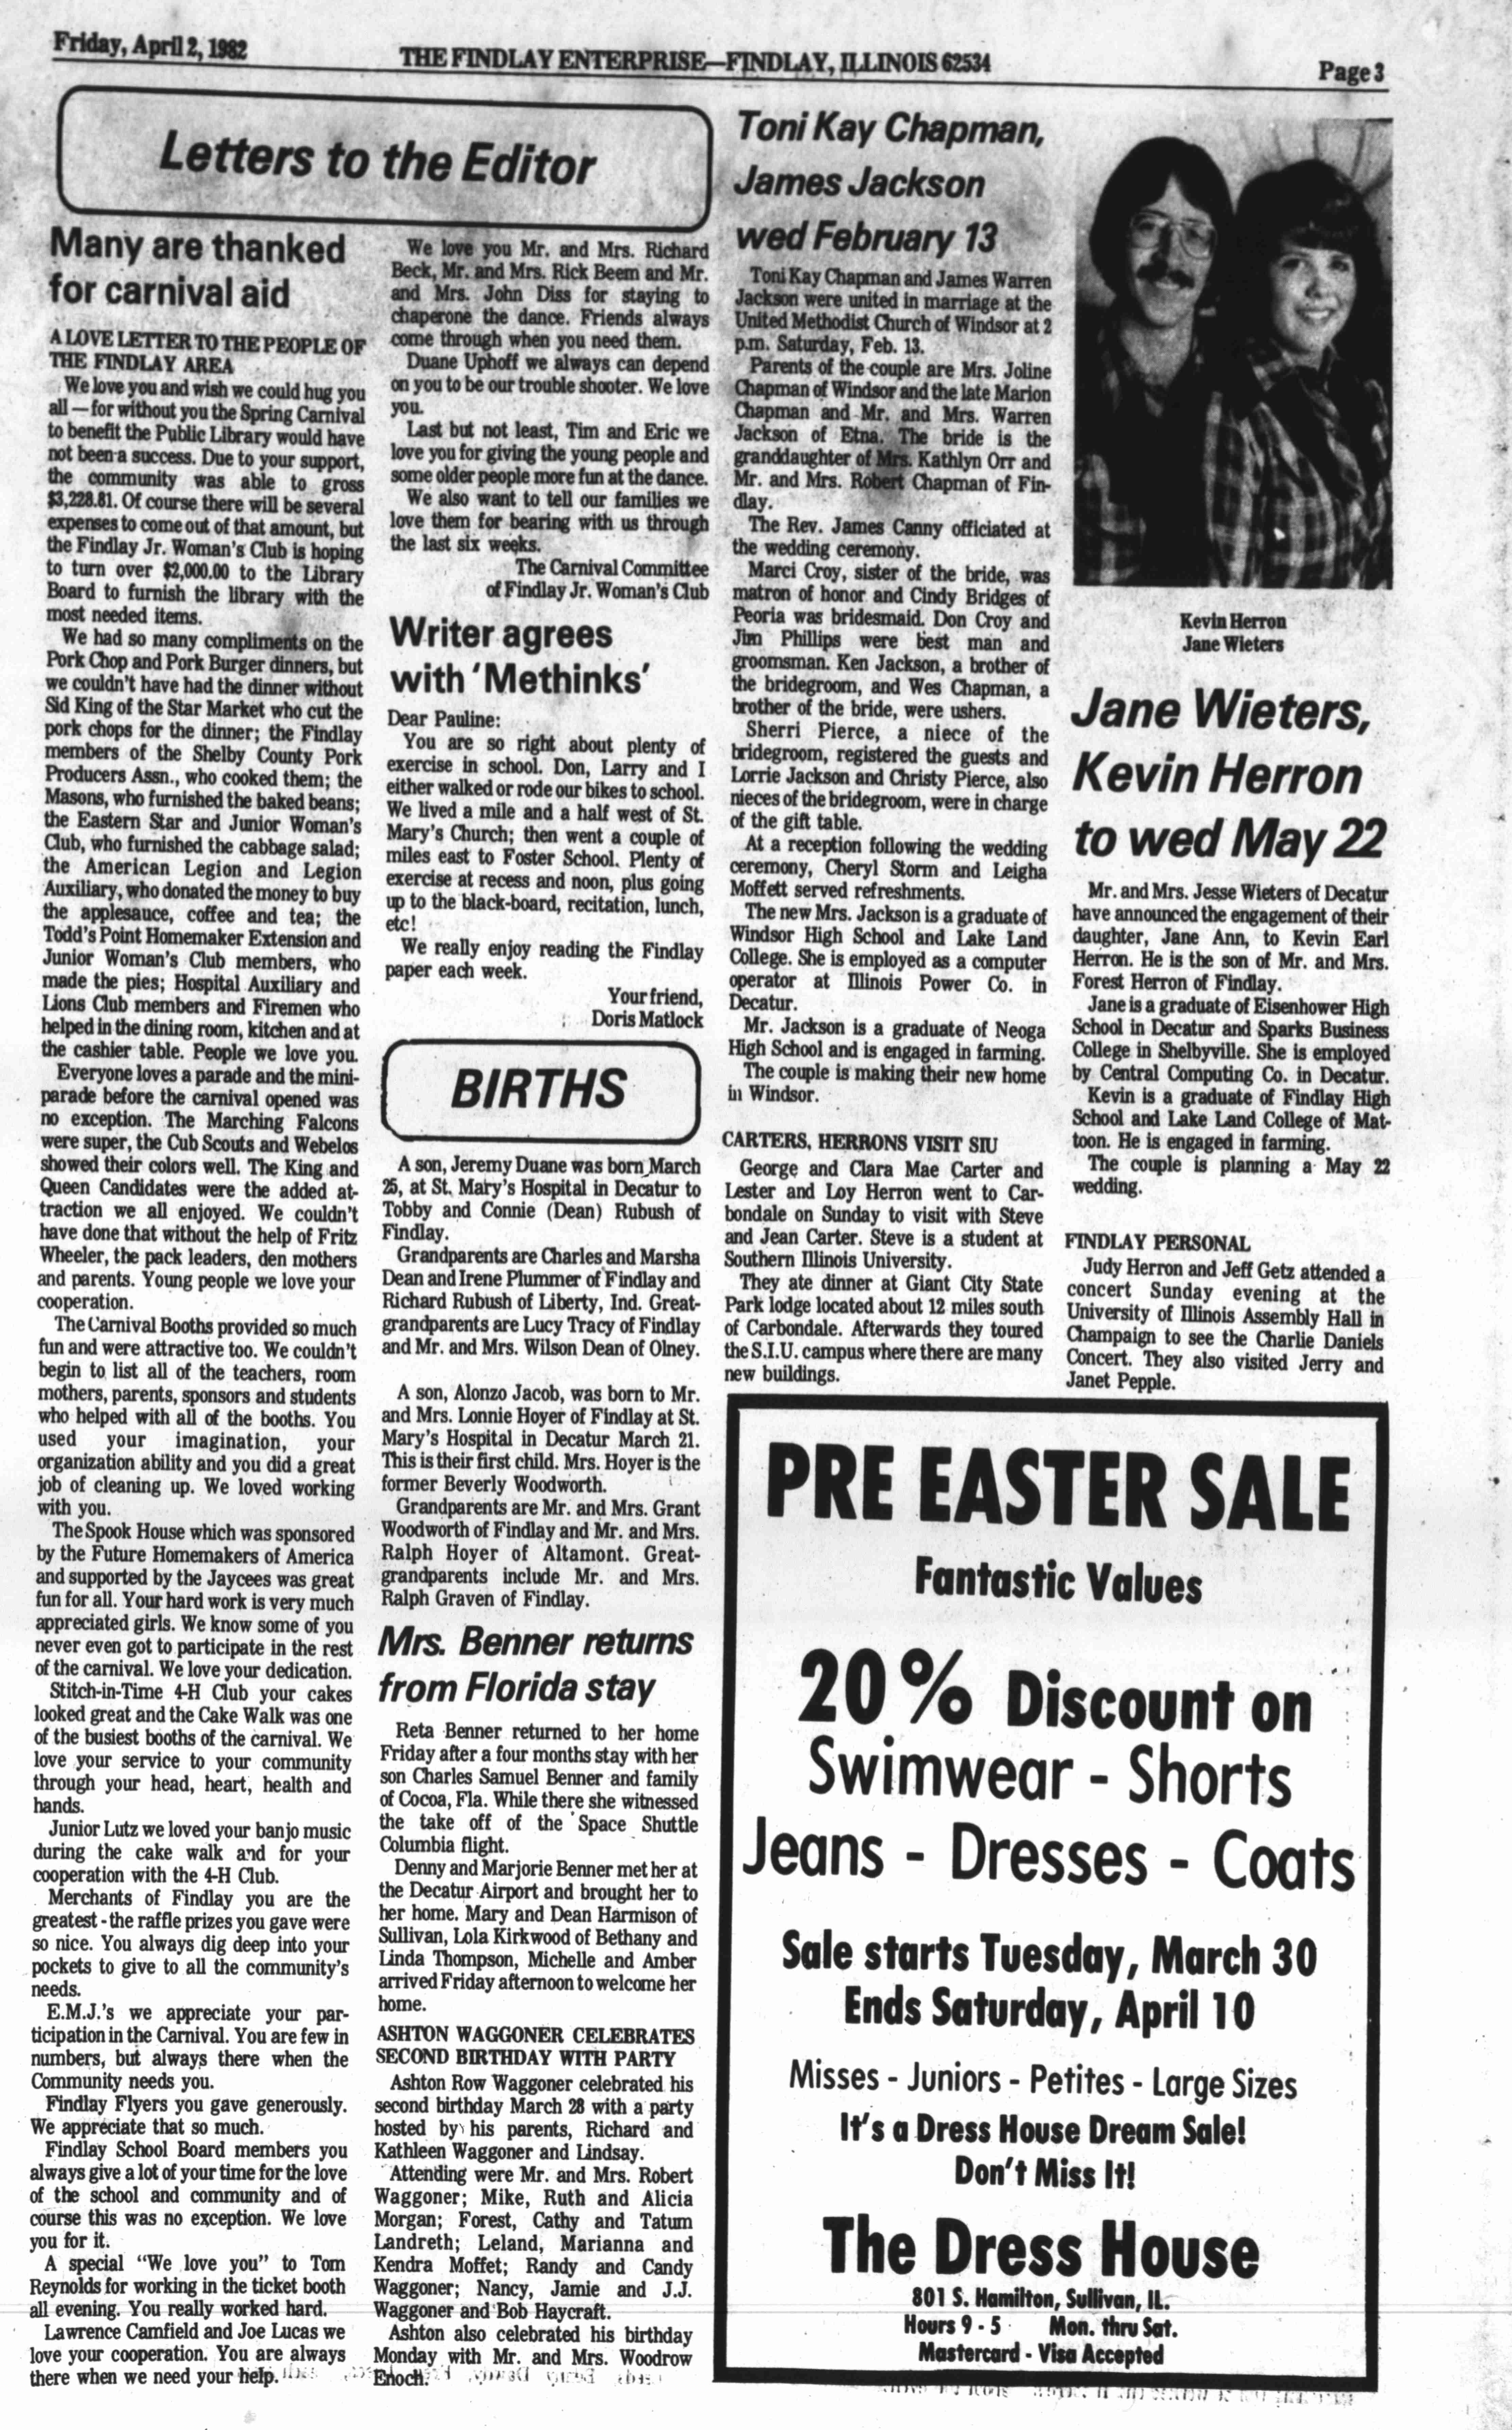 Friday, April 2, 1982
THE FINDLAY ENTERPRISE—FINDLAY, ILLINOIS 62534
Page 3
Letters to the Editor
Many are thanked
for carnival aid
A LOVE LETTER TO THE PEOPLE OF
THE FINDLAY AREA
We love you and wish we could hug you
all — for without you the Spring Carnival
to benefit the Public Library would have
not been a success. Due to your support,
the community was able to gross
$3,228.81. Of course there will be several
expenses to come out of that amount, but
the Findlay Jr. Woman's Club is hoping
to turn over $2,000.00 to the Library
Board to furnish the library with the
most needed items.
We had so many compliments on the
Pork Chop and Pork Burger dinners, but
we couldn't have had the dinner without
Sid King of the Star Market who cut the
pork chops for the dinner; the Findlay
members of the Shelby County Pork
Producers Assn., who cooked them; the
Masons, who furnished the baked beans;
the Eastern Star and Junior Woman's
Club, who furnished the cabbage salad;
the American Legion and Legion
Auxiliary, who donated the money to buy
the applesauce, coffee and tea; the
Todd's Point Homemaker Extension and
Junior Woman's Club members, who
made the pies; Hospital Auxiliary and
Lions Club members and Firemen who
helped in the dining room, kitchen and at
the cashier table. People we love you.
Everyone loves a parade and the mini-
parade before the carnival opened was
no exception. The Marching Falcons
were super, the Cub Scouts and Webelos
showed their colors well. The King and
Queen Candidates were the added at-
traction we all enjoyed. We couldn't
have done that without the help of Fritz
Wheeler, the pack leaders, den mothers
and parents. Young people we love your
cooperation.
The Carnival Booths provided so much
fun and were attractive too. We couldn't
begin to list all of the teachers, room
mothers, parents, sponsors and students
who helped with all of the booths. You
used your imagination, your
organization ability and you did a great
job of cleaning up. We loved working
with you.
The Spook House which was sponsored
by the Future Homemakers of America
and supported by the Jaycees was great
fun for all. Your hard work is very much
appreciated girls. We know some of you
never even got to participate in the rest
of the carnival. We love your dedication.
Stitch-in-Time 4-H Club your cakes
looked great and the Cake Walk was one
of the busiest booths of the carnival. We
love your service to your community
through your head, heart, health and
hands.
Junior Lutz we loved your banjo music
during the cake walk and for your
cooperation with the 4-H Club.
Merchants of Findlay you are the
greatest - the raffle prizes you gave were
so nice. You always dig deep into your
pockets to give to all the community's
needs.
E.M.J.'s we appreciate your par-
ticipation in the Carnival. You are few in
numbers, but always there when the
Community needs you.
Findlay Flyers you gave generously.
We appreciate that so much.
Findlay School Board members you
always give a lot of your time for the love
of the school and community and of
course this was no exception. We love
you for it.
A special "We love you" to Tom
Reynolds for working in the ticket booth
all evening. You really worked hard.
Lawrence Camfield and Joe Lucas we
love your cooperation. You are always
there when we need your help.
We love you Mr. and Mrs. Richard
Beck, Mr. and Mrs. Rick Beem and Mr.
and Mrs. John Diss for staying to
chaperone the dance. Friends always
come through when you need them.
Duane Uphoff we always can depend
on you to be our trouble shooter. We love
you.
Last but not least, Tim and Eric we
love you for giving the young people and
some older people more fun at the dance.
We also want to tell our families we
love them for bearing with us through
the last six weeks.
The Carnival Committee
of Findlay Jr. Woman's Club
Writer agrees
with 'Methinks'
Dear Pauline:
You are so right about plenty of
exercise in school. Don, Larry and I
either walked or rode our bikes to school.
We lived a mile and a half west of St.
Mary's Church; then went a couple of
miles east to Foster School. Plenty of
exercise at recess and noon, plus going
up to the black-board, recitation, lunch,
etc!
We really enjoy reading the Findlay
paper each week.
Your friend,
Doris Matlock
BIRTHS
A son, Jeremy Duane was born March
25, at St. Mary's Hospital in Decatur to
Tobby and Connie (Dean) Rubush of
Findlay.
Grandparents are Charles and Marsha
Dean and Irene Plummer of Findlay and
Richard Rubush of Liberty, Ind. Great-
grandparents are Lucy Tracy of Findlay
and Mr. and Mrs. Wilson Dean of Olney.
A son, Alonzo Jacob, was born to Mr.
and Mrs. Lonnie Hoyer of Findlay at St.
Mary's Hospital in Decatur March 21.
This is their first child. Mrs. Hoyer is the
former Beverly Woodworth.
Grandparents are Mr. and Mrs. Grant
Woodworth of Findlay and Mr. and Mrs.
Ralph Hoyer of Altamont. Great-
grandparents include Mr. and Mrs.
Ralph Graven of Findlay.
Mrs. Benner returns
from Florida stay
Reta Benner returned to her home
Friday after a four months stay with her
son Charles Samuel Benner and family
of Cocoa, Fla. While there she witnessed
the take off of the Space Shuttle
Columbia flight.
Denny and Marjorie Benner met her at
the Decatur Airport and brought her to
her home. Mary and Dean Harmison of
Sullivan, Lola Kirkwood of Bethany and
Linda Thompson, Michelle and Amber
arrived Friday afternoon to welcome her
home.
ASHTON WAGGONER CELEBRATES
SECOND BIRTHDAY WITH PARTY
Ashton Row Waggoner celebrated his
second birthday March 28 with a party
hosted by his parents, Richard and
Kathleen Waggoner and Lindsay.
Attending were Mr. and Mrs. Robert
Waggoner; Mike, Ruth and Alicia
Morgan; Forest, Cathy and Tatum
Landreth; Leland, Marianna and
Kendra Moffet; Randy and Candy
Waggoner; Nancy, Jamie and J.J.
Waggoner and Bob Haycraft.
Ashton also celebrated his birthday
Monday with Mr. and Mrs. Woodrow
Enoch.
Toni Kay Chapman,
James Jackson
wed February 13
Toni Kay Chapman and James Warren
Jackson were united in marriage at the
United Methodist Church of Windsor at 2
p.m. Saturday, Feb. 13.
Parents of the couple are Mrs. Joline
Chapman of Windsor and the late Marion
Chapman and Mr. and Mrs. Warren
Jackson of Etna. The bride is the
granddaughter of Mrs. Kathlyn Orr and
Mr. and Mrs. Robert Chapman of Fin-
dlay.
The Rev. James Canny officiated at
the wedding ceremony.
Marci Croy, sister of the bride, was
matron of honor and Cindy Bridges of
Peoria was bridesmaid. Don Croy and
Jim Phillips were best man and
groomsman. Ken Jackson, a brother of
the bridegroom, and Wes Chapman, a
brother of the bride, were ushers.
Sherri Pierce, a niece of the
bridegroom, registered the guests and
Lorrie Jackson and Christy Pierce, also
nieces of the bridegroom, were in charge
of the gift table.
At a reception following the wedding
ceremony, Cheryl Storm and Leigha
Moffett served refreshments.
The new Mrs. Jackson is a graduate of
Windsor High School and Lake Land
College. She is employed as a computer
operator at Illinois Power Co. in
Decatur.
Mr. Jackson is a graduate of Neoga
High School and is engaged in farming.
The couple is making their new home
in Windsor.
CARTERS, HERRONS VISIT SIU
George and Clara Mae Carter and
Lester and Loy Herron went to Car-
bondale on Sunday to visit with Steve
and Jean Carter. Steve is a student at
Southern Illinois University.
They ate dinner at Giant City State
Park lodge located about 12 miles south
of Carbondale. Afterwards they toured
the S.I.U. campus where there are many
new buildings.
Kevin Herron
Jane Wieters
Jane Wieters,
Kevin Herron
to wed May 22
Mr. and Mrs. Jesse Wieters of Decatur
have announced the engagement of their
daughter, Jane Ann, to Kevin Earl
Herron. He is the son of Mr. and Mrs.
Forest Herron of Findlay.
Jane is a graduate of Eisenhower High
School in Decatur and Sparks Business
College in Shelbyville. She is employed
by Central Computing Co. in Decatur.
Kevin is a graduate of Findlay High
School and Lake Land College of Mat-
toon. He is engaged in farming.
The couple is planning a May 22
wedding.
FINDLAY PERSONAL
Judy Herron and Jeff Getz attended a
concert Sunday evening at the
University of Illinois Assembly Hall in
Champaign to see the Charlie Daniels
Concert. They also visited Jerry and
Janet Pepple.
PRE EASTER SALE
Fantastic Values
20% Discount on
Swimwear - Shorts
Jeans - Dresses - Coats
Sale starts Tuesday, March 30
Ends Saturday, April 10
Misses - Juniors - Petites - Large Sizes
It's a Dress House Dream Sale!
Don't Miss It!
The Dress House
801 S. Hamilton, Sullivan, IL.
Hours 9 - 5 Mon. thru Sat.
Mastercard - Visa Accepted